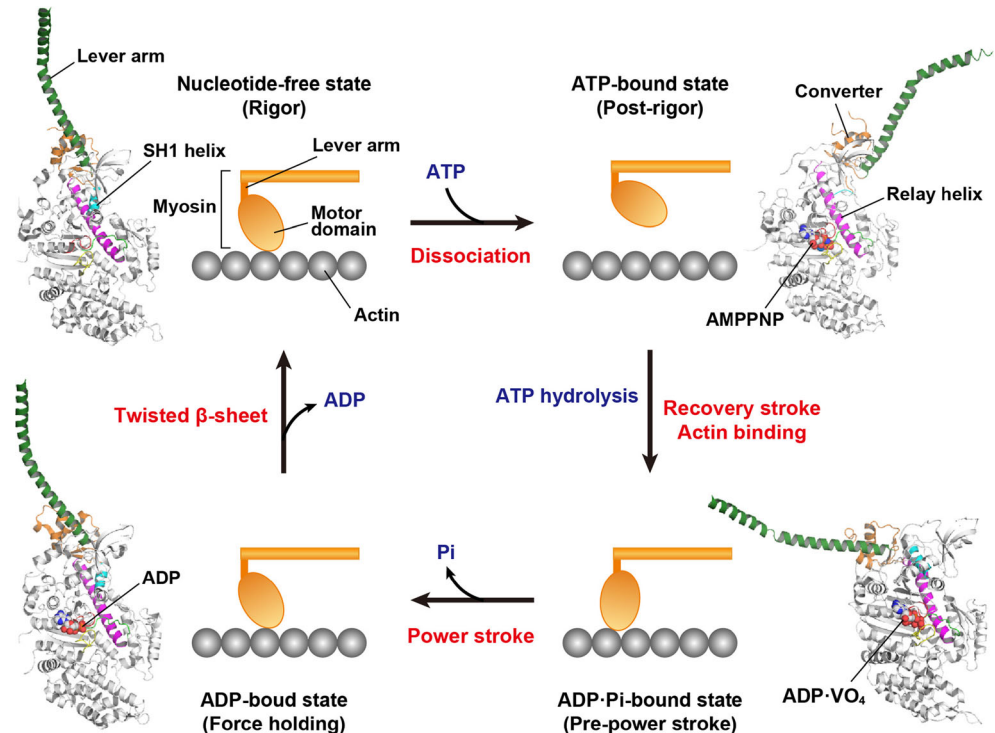 Lever arm
Nucleotide-free state
(Rigor)
SH1 helix
Lever arm
Myosin
Motor
domain
Actin
ATP
Dissociation
ATP-bound state
(Post-rigor)
Converter
Relay helix
AMPPNP
Twisted β-sheet
ADP
ATP hydrolysis
Recovery stroke
Actin binding
ADP
Pi
Power stroke
ADP·VO₄
ADP-boud state
(Force holding)
ADP·Pi-bound state
(Pre-power stroke)